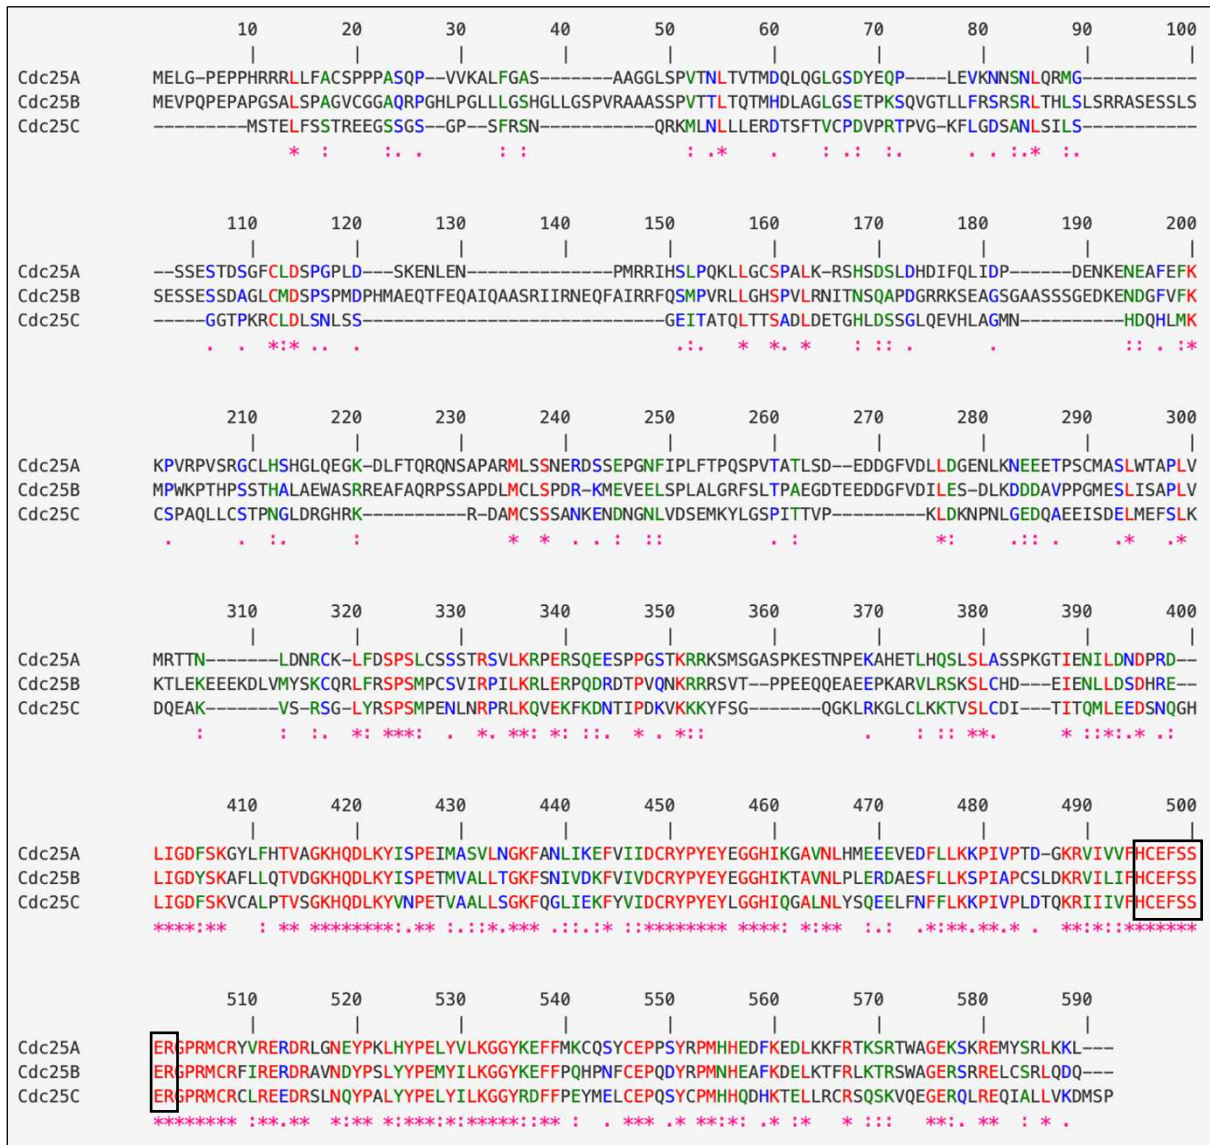 10 20 30 40 50 60 70 80 90 100
| | | | | | | | | |
Cdc25A MELG-PEPPHRRRLLFACSPPPASQP--VVKALFGAS-------AAGGLSPVTNLTVTMDQLQGLGSDYEQP----LEVKNNSNLQRMG-----------
Cdc25B MEVPQPEPAPGSALSPAGVCGGAQRPGHLPGLLLGSHGLLGSPVRAAASSPVTTLTQTMHDLAGLGSETPKSQVGTLLFRSRSRLTHLSLSRRASESSLS
Cdc25C ---------MSTELFSSTREEGSSGS-GP--SFRSN-----------QRKMLNLLLERDTSFTVCPDVPRTPVG-KFLGDSANLSILS-----------
* : :. . : : : .* . : :. :. . . :.:* : .
110 120 130 140 150 160 170 180 190 200
| | | | | | | | | |
Cdc25A --SSESTDSGFCLDSPGPLD---SKENLEN--------------PMRRIHSLPQKLLGCSPALK-RSHSDSLDHDIFQLIDP------DENKENEAFEFK
Cdc25B SESSESSDAGLCMDSPSPMDPHMAEQTFEQAIQAASRIIRNEQFAIRRFQSMPVRLLGHSPVLRNITNSQAPDGRRKSEAGSGAASSSGEDKENDGFVFK
Cdc25C -----GGTPKRCLDLSNLSS-----------------------------GEITATQLTTSADLDETGHLDSSGLQEVHLAGMN----------HDQHLMK
. . *:* . . . .:. * *. * : :: . . :: . :*
210 220 230 240 250 260 270 280 290 300
| | | | | | | | | |
Cdc25A KPVRPVSRGCLHSHGLQEGK-DLFTQRQNSAPARMLSSNERDSSEPGNFIPLFTPQSPVTATLSD--EDDGFVDLLDGENLKNEEETPSCMASLWTAPLV
Cdc25B MPWKPTHPSSTHALAEWASRREAFAQRPSSAPDLMCLSPDR-KMEVEELSPLALGRFSLTPAEGDTEEDDGFVDILES-DLKDDDAVPPGMESLISAPLV
Cdc25C CSPAQLLCSTPNGLDRGHRK----------R-DAMCSSSANKENDNGNLVDSEMKYLGSPITTVP---------KLDKNPNLGEDQAEEISDELMEFSLK
. . :. : * * . . : :: . : *: .:: . .* .*
310 320 330 340 350 360 370 380 390 400
| | | | | | | | | |
Cdc25A MRTTN-------LDNRCK-LFDSPSLCSSSTRSVLKRPERSQEESPPGSTKRRKSMSGASPKESTNPEKAHETLHQSLSLASSPKGTIENILDNDPRD--
Cdc25B KTLEKEEEKDLVMYSKCQRLFRSPSMPCSVIRPILKRLERPQDRDTPVQNKRRRSVT--PPEEQQEAEEPKARVLRSKSLCHD---EIENLLDSDHRE--
Cdc25C DQEAK-------VS-RSG-LYRSPSMPENLNRPRLKQVEKFKDNTIPDKVKKKYFSG-------QGKLRKGLCLKKTVSLCDI---TITQMLEEDSNQGH
: : :. *: ***: . *. **: *: :: . * . *:: . : :: **. * ::*:.* .:
410 420 430 440 450 460 470 480 490 500
| | | | | | | | | |
Cdc25A LIGDFSKGYLFHTVAGKHQDLKYISPEIMASVLNGKFANLIKEFVIIDCRYPYEYEGGHIKGAVNLHMEEEVEDFLLKKPIVPTD-GKRVIVVFHCEFSS
Cdc25B LIGDYSKAFLLQTVDGKHQDLKYISPETMVALLTGKFSNIVDKFVIVDCRYPYEYEGGHIKTAVNLPLERDAESFLLKSPIAPCSLDKRVILIFHCEFSS
Cdc25C LIGDFSKVCALPTVSGKHQDLKYVNPETVAALLSGKFQGLIEKFYVIDCRYPYEYLGGHIQGALNLYSQEELFNFFLKKPIVPLDTQKRIIIVFHCEFSS
****:** : ** ********:.** :.::*.*** .::.:* ::******** ****: *:** :.: .*:**.**.* . **:*::*******
510 520 530 540 550 560 570 580 590
| | | | | | | | |
Cdc25A ERGPRMCRYVRERDRLGNEYPKLHYPELYVLKGGYKEFFMKCQSYCEPPSYRPMHHEDFKEDLKKFRTKSRTWAGEKSKREMYSRLKKL---
Cdc25B ERGPRMCRFIRERDRAVNDYPSLYYPEMYILKGGYKEFFPQHPNFCEPQDYRPMNHEAFKDELKTFRLKTRSWAGERSRRELCSRLQDQ---
Cdc25C ERGPRMCRCLREEDRSLNQYPALYYPELYILKGGYRDFFPEYMELCEPQSYCPMHHQDHKTELLRCRSQSKVQEGERQLREQIALLVKDMSP
******** :**.** *:** *:***:*:*****::** : *** .* **:*: .* :* * ::: **:. ** : * .